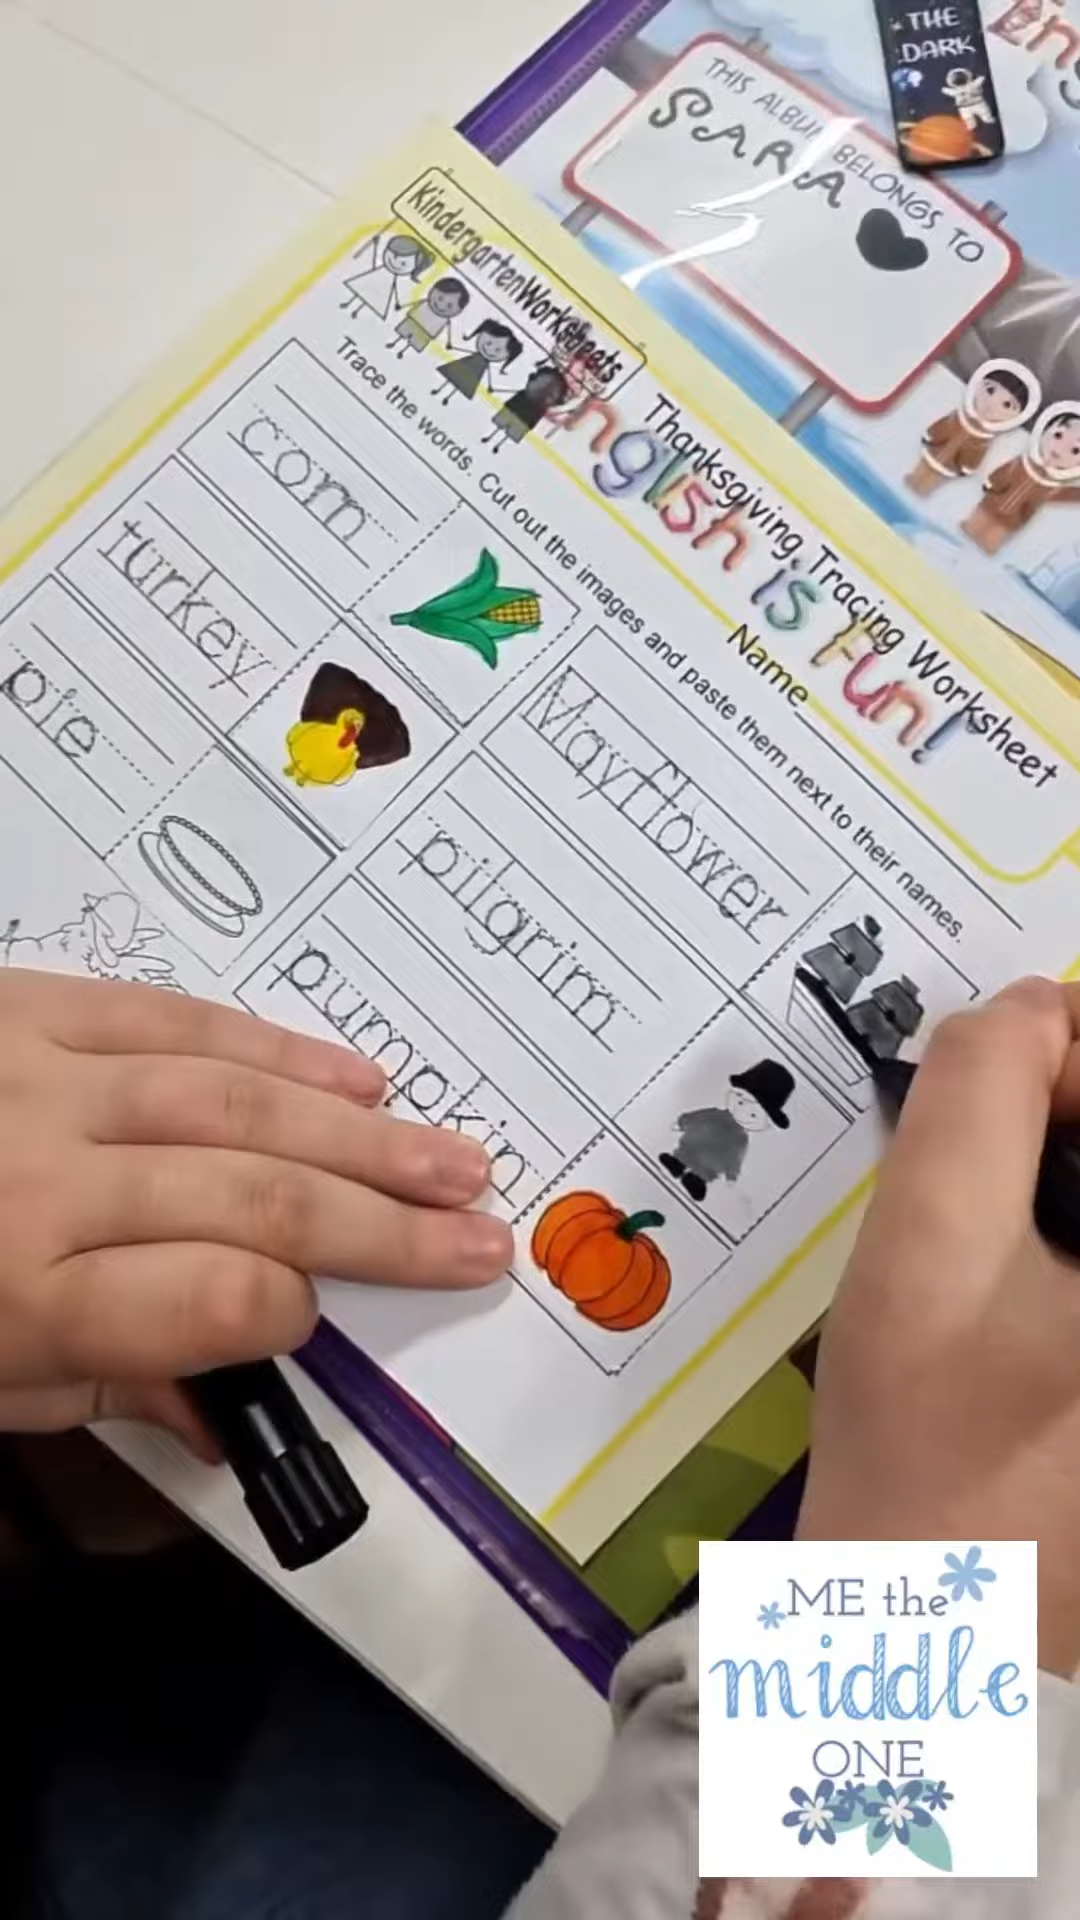 THE
DARK
THIS ALBUM BELONGS TO
SARA
KindergartenWorksheets
Thanksgiving Tracing Worksheet
English is Fun!
Name
Trace the words. Cut out the images and paste them next to their names.
corn
turkey
pie
Mayflower
pilgrim
pumpkin
ME the
middle
ONE